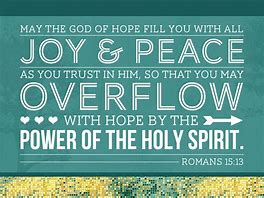 MAY THE GOD OF HOPE FILL YOU WITH ALL
JOY & PEACE
AS YOU TRUST IN HIM, SO THAT YOU MAY
OVERFLOW
WITH HOPE BY THE
POWER OF THE HOLY SPIRIT.
ROMANS 15:13